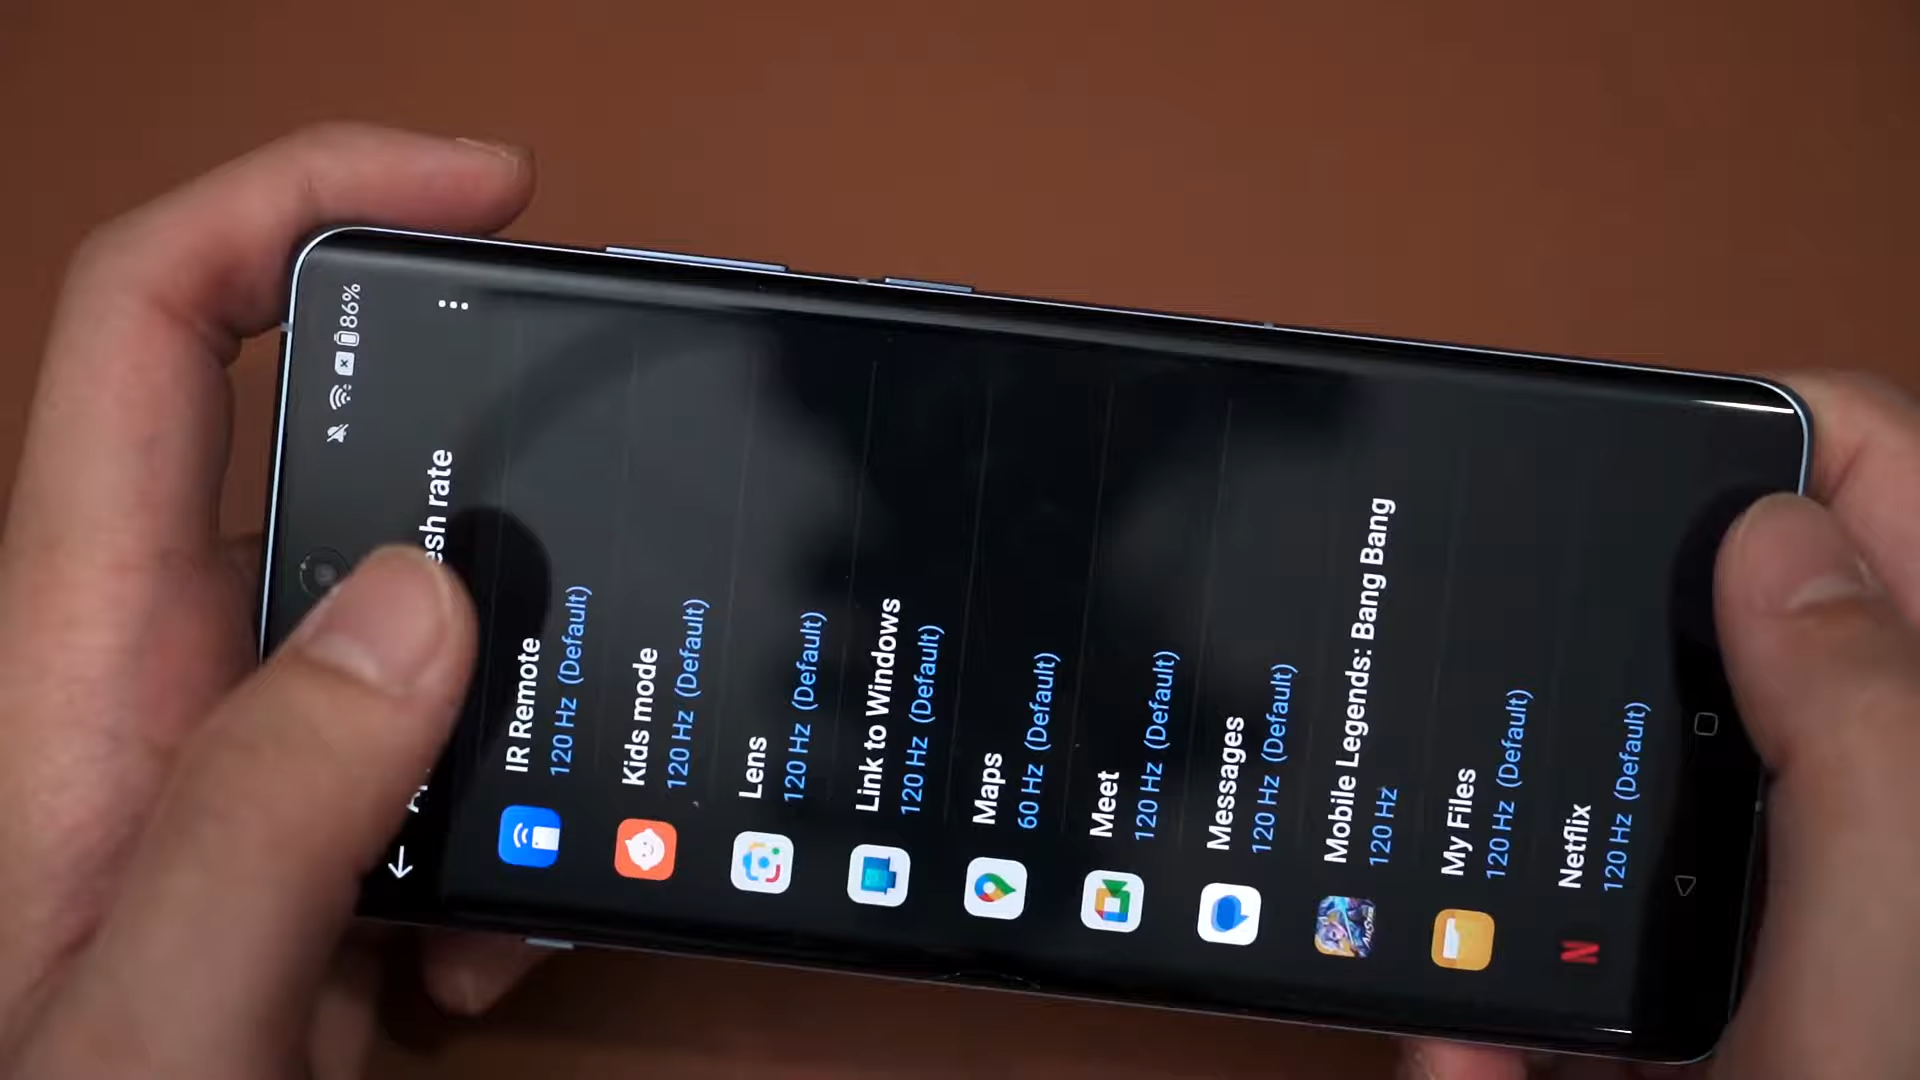 86%
esh rate
IR Remote
120 Hz (Default)
Kids mode
120 Hz (Default)
Lens
120 Hz (Default)
Link to Windows
120 Hz (Default)
Maps
60 Hz (Default)
Meet
120 Hz (Default)
Messages
120 Hz (Default)
Mobile Legends: Bang Bang
120 Hz
My Files
120 Hz (Default)
Netflix
120 Hz (Default)